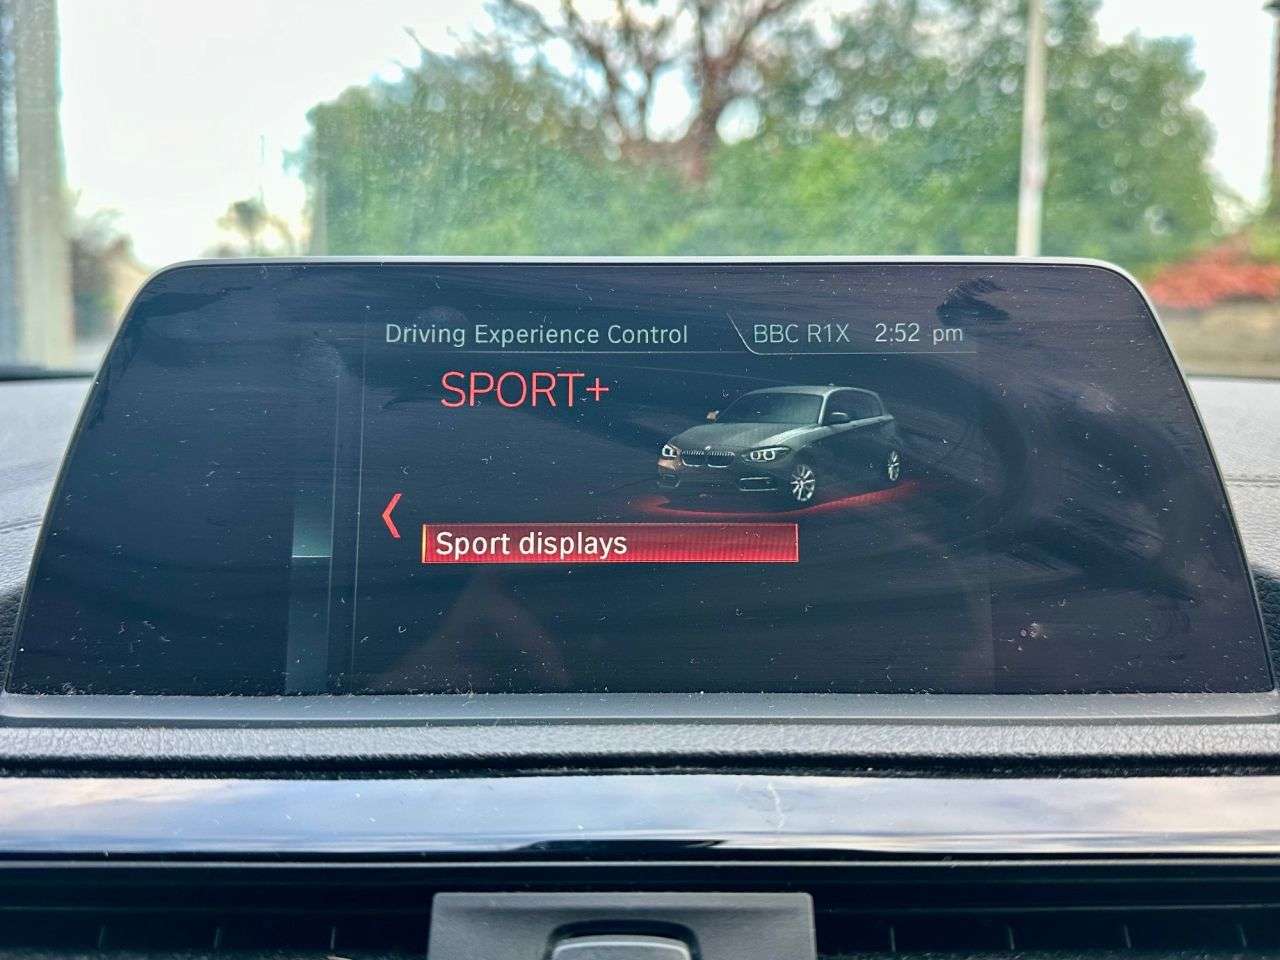 Driving Experience Control
BBC R1X 2:52 pm
SPORT+
Sport displays